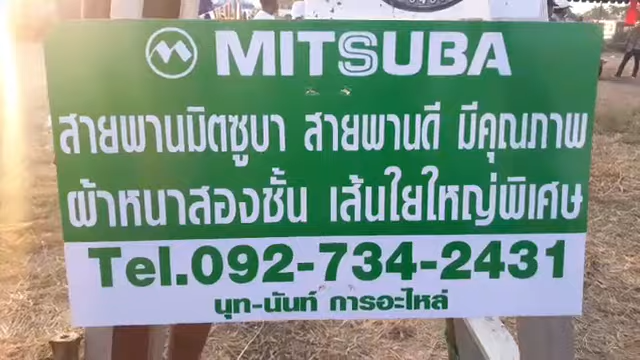 MITSUBA
สายพานมิตซูบา สายพานดี มีคุณภาพ
ผ้าหนาสองชั้น เส้นใยใหญ่พิเศษ
Tel.092-734-2431
นุท-นันท์ การอะไหล่